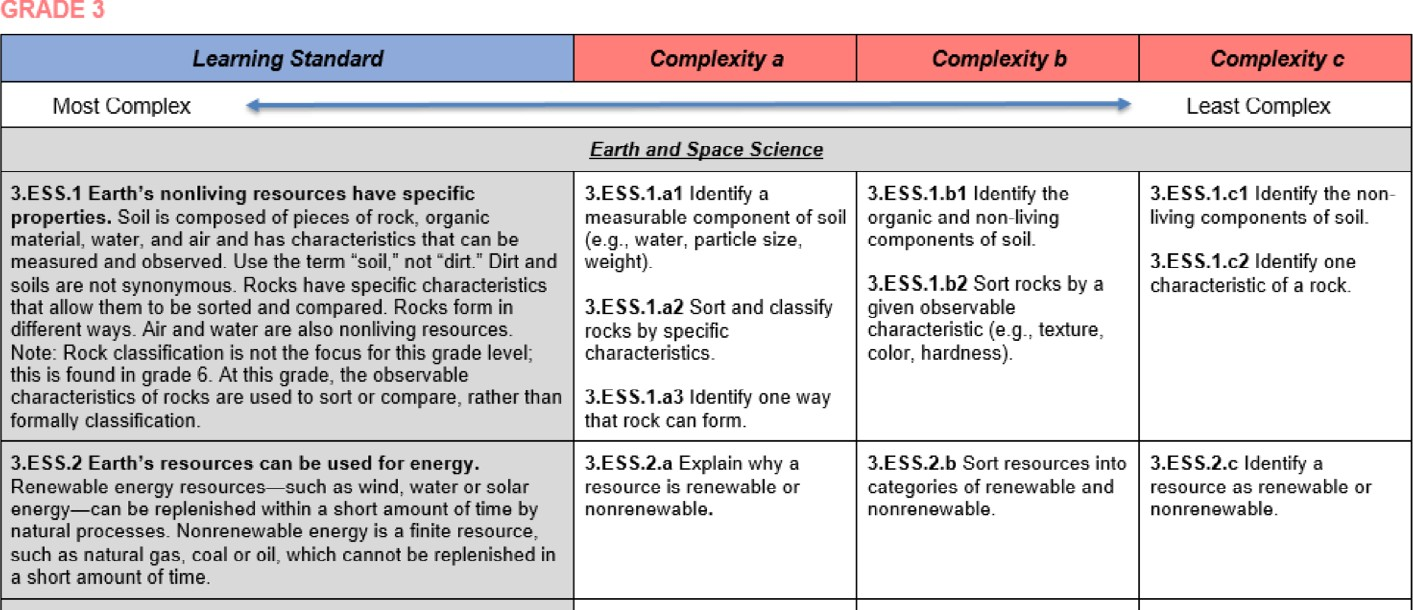 GRADE 3
Learning Standard
Complexity a
Complexity b
Complexity c
Most Complex
Least Complex
Earth and Space Science
3.ESS.1 Earth's nonliving resources have specific
properties. Soil is composed of pieces of rock, organic
material, water, and air and has characteristics that can be
measured and observed. Use the term “soil,” not “dirt.” Dirt and
soils are not synonymous. Rocks have specific characteristics
that allow them to be sorted and compared. Rocks form in
different ways. Air and water are also nonliving resources.
Note: Rock classification is not the focus for this grade level;
this is found in grade 6. At this grade, the observable
characteristics of rocks are used to sort or compare, rather than
formally classification.
3.ESS.1.a1 Identify a
measurable component of soil
(e.g., water, particle size,
weight).
3.ESS.1.a2 Sort and classify
rocks by specific
characteristics.
3.ESS.1.a3 Identify one way
that rock can form.
3.ESS.1.b1 Identify the
organic and non-living
components of soil.
3.ESS.1.b2 Sort rocks by a
given observable
characteristic (e.g., texture,
color, hardness).
3.ESS.1.c1 Identify the non-
living components of soil.
3.ESS.1.c2 Identify one
characteristic of a rock.
3.ESS.2 Earth's resources can be used for energy.
Renewable energy resources—such as wind, water or solar
energy—can be replenished within a short amount of time by
natural processes. Nonrenewable energy is a finite resource,
such as natural gas, coal or oil, which cannot be replenished in
a short amount of time.
3.ESS.2.a Explain why a
resource is renewable or
nonrenewable.
3.ESS.2.b Sort resources into
categories of renewable and
nonrenewable.
3.ESS.2.c Identify a
resource as renewable or
nonrenewable.